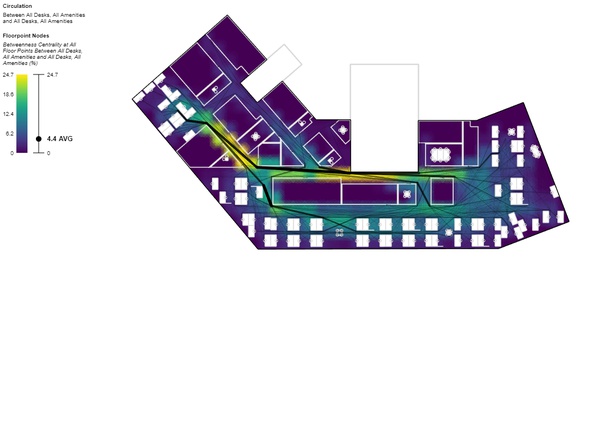 Circulation
Between All Desks, All Amenities
and All Desks, All Amenities
Floorpoint Nodes
Betweenness Centrality at All
Floor Points Between All Desks,
All Amenities and All Desks, All
Amenities (%)
24.7 24.7
18.5
12.4
6.2
4.4 AVG
0 0